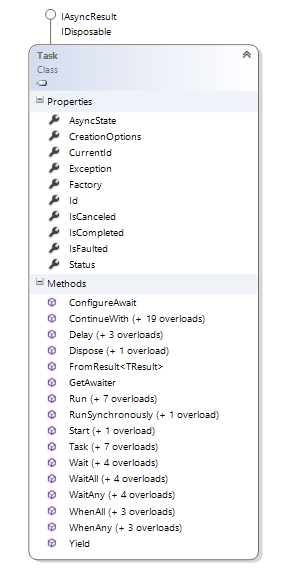 IAsyncResult
IDisposable
Task
Class
Properties
AsyncState
CreationOptions
CurrentId
Exception
Factory
Id
IsCanceled
IsCompleted
IsFaulted
Status
Methods
ConfigureAwait
ContinueWith (+ 19 overloads)
Delay (+ 3 overloads)
Dispose (+ 1 overload)
FromResult<TResult>
GetAwaiter
Run (+ 7 overloads)
RunSynchronously (+ 1 overload)
Start (+ 1 overload)
Task (+ 7 overloads)
Wait (+ 4 overloads)
WaitAll (+ 4 overloads)
WaitAny (+ 4 overloads)
WhenAll (+ 3 overloads)
WhenAny (+ 3 overloads)
Yield